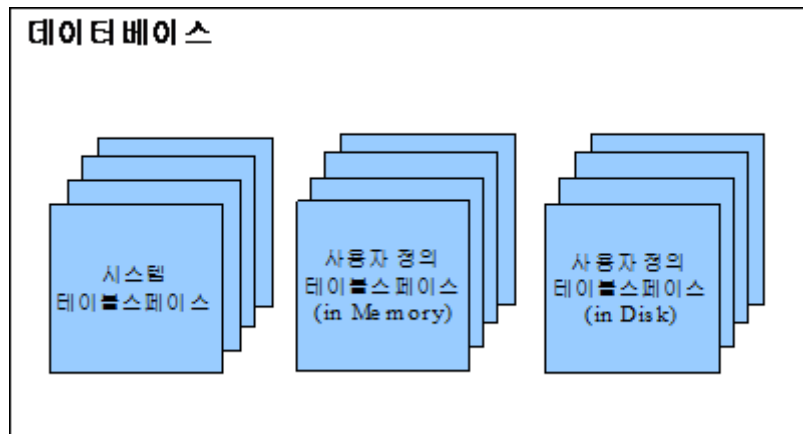 데이터베이스
시스템
테이블스페이스
사용자 정의
테이블스페이스
(in Memory)
사용자 정의
테이블스페이스
(in Disk)